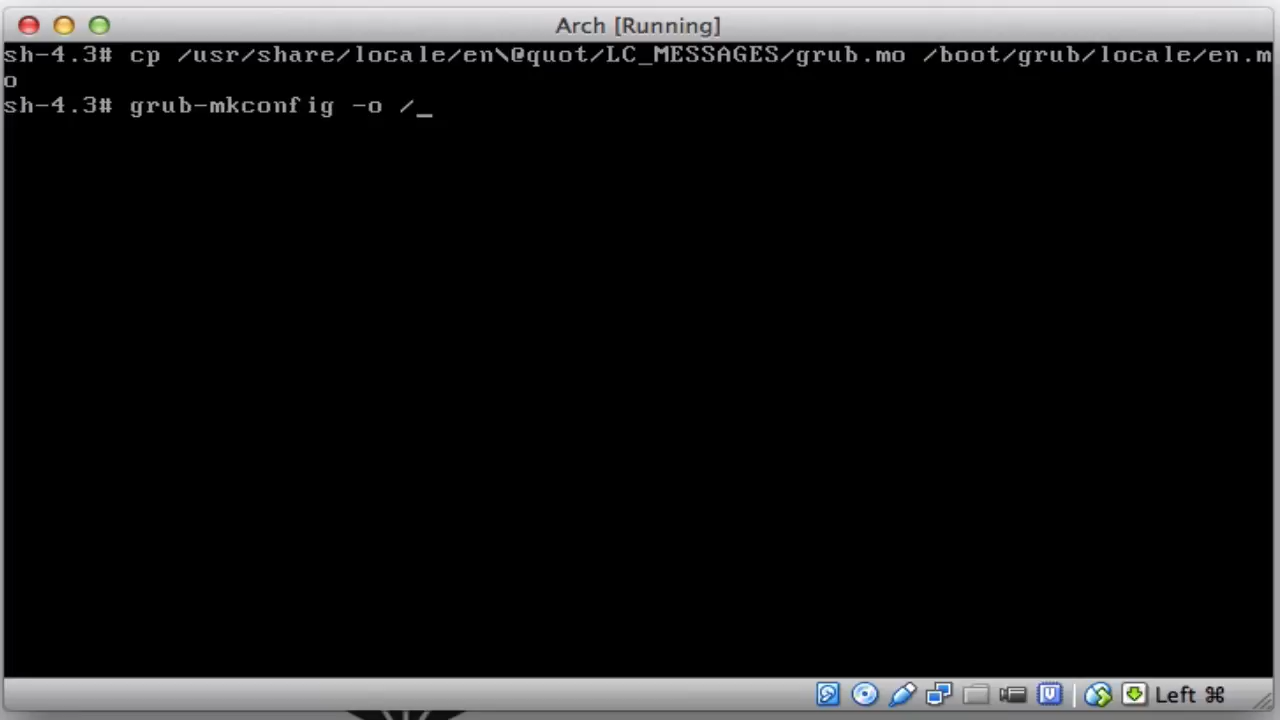 Arch [Running]
sh-4.3# cp /usr/share/locale/en\@quot/LC_MESSAGES/grub.mo /boot/grub/locale/en.m
o
sh-4.3# grub-mkconfig -o /_
Left ⌘